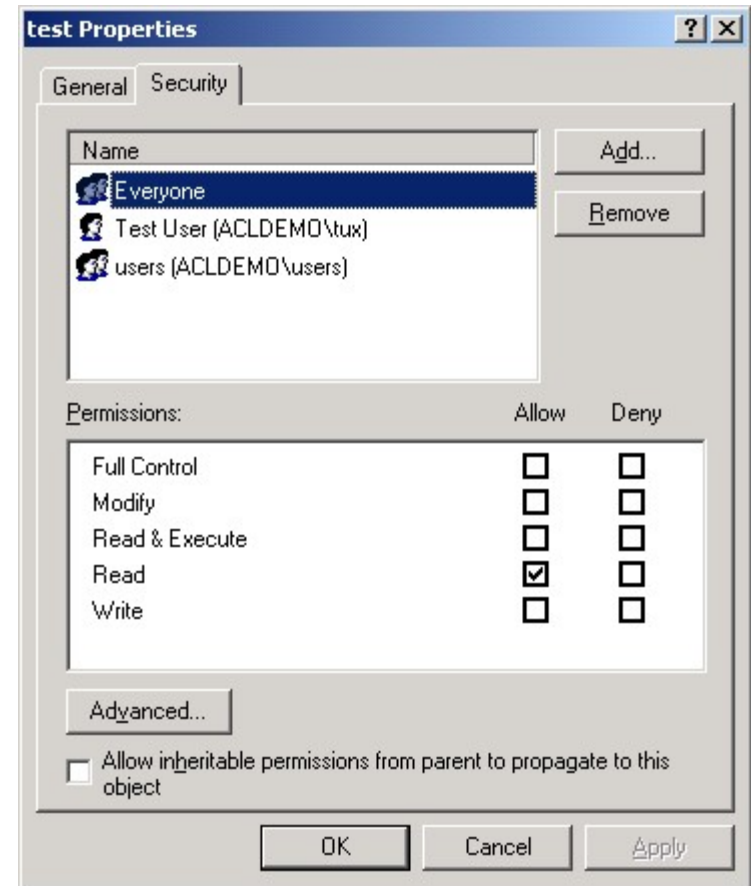 test Properties
General Security
Name
Add...
Everyone
Remove
Test User (ACLDEMO\tux)
users (ACLDEMO\users)
Permissions: Allow Deny
Full Control
Modify
Read & Execute
Read
Write
Advanced...
Allow inheritable permissions from parent to propagate to this
object
OK Cancel Apply